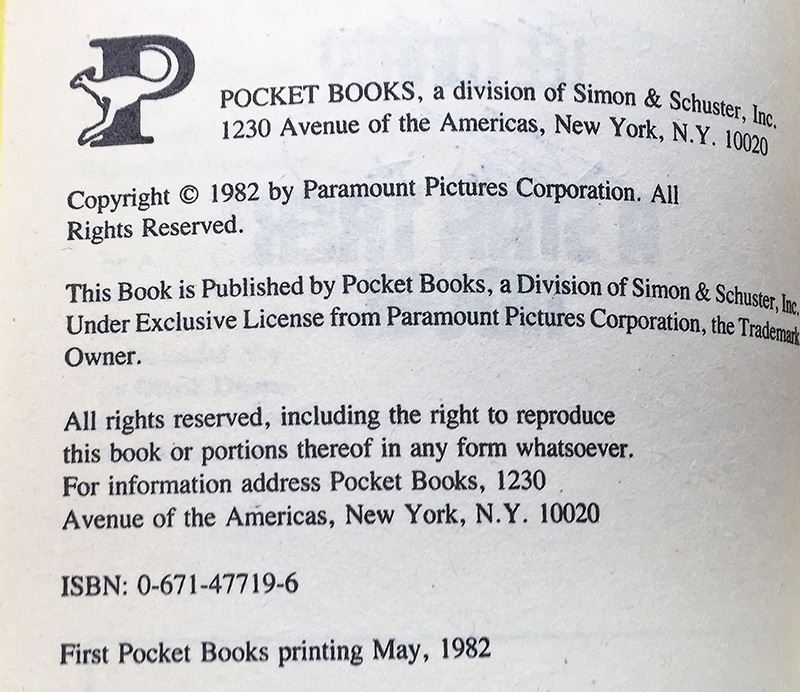 P
POCKET BOOKS, a division of Simon & Schuster, Inc.
1230 Avenue of the Americas, New York, N.Y. 10020
Copyright © 1982 by Paramount Pictures Corporation. All
Rights Reserved.
This Book is Published by Pocket Books, a Division of Simon & Schuster, Inc.
Under Exclusive License from Paramount Pictures Corporation, the Trademark
Owner.
All rights reserved, including the right to reproduce
this book or portions thereof in any form whatsoever.
For information address Pocket Books, 1230
Avenue of the Americas, New York, N.Y. 10020
ISBN: 0-671-47719-6
First Pocket Books printing May, 1982